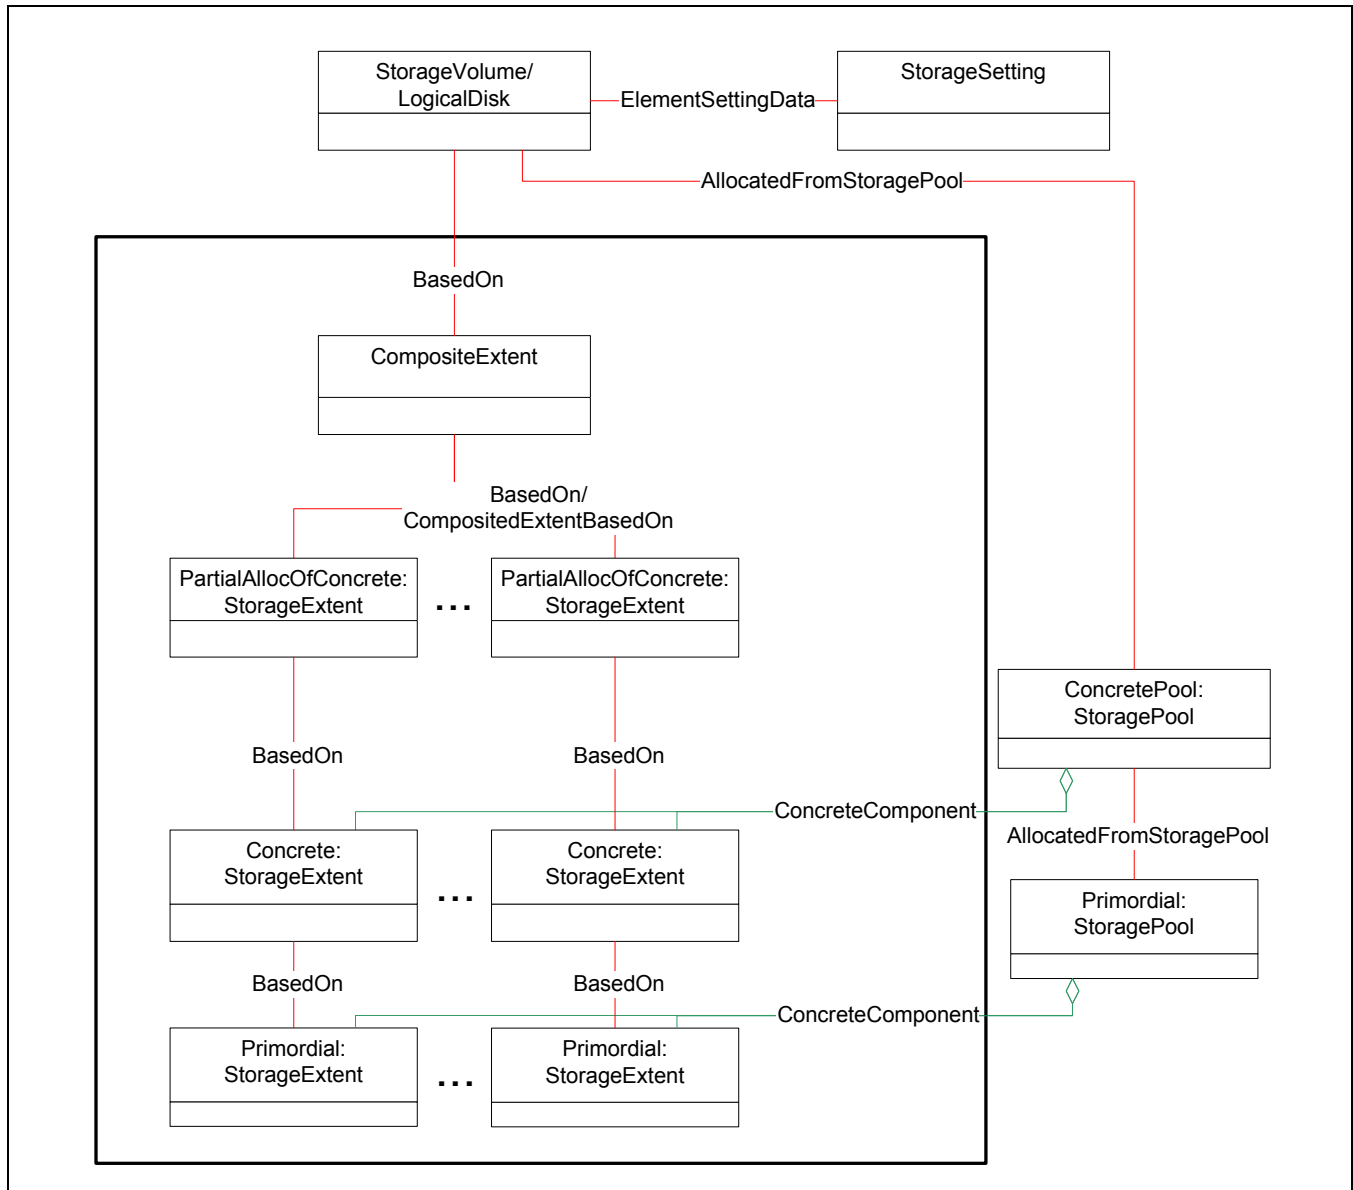 StorageVolume/
LogicalDisk
ElementSettingData
StorageSetting
AllocatedFromStoragePool
BasedOn
CompositeExtent
BasedOn/
CompositedExtentBasedOn
PartialAllocOfConcrete:
StorageExtent
...
PartialAllocOfConcrete:
StorageExtent
ConcretePool:
StoragePool
BasedOn
BasedOn
ConcreteComponent
AllocatedFromStoragePool
Concrete:
StorageExtent
...
Concrete:
StorageExtent
Primordial:
StoragePool
BasedOn
BasedOn
ConcreteComponent
Primordial:
StorageExtent
...
Primordial:
StorageExtent